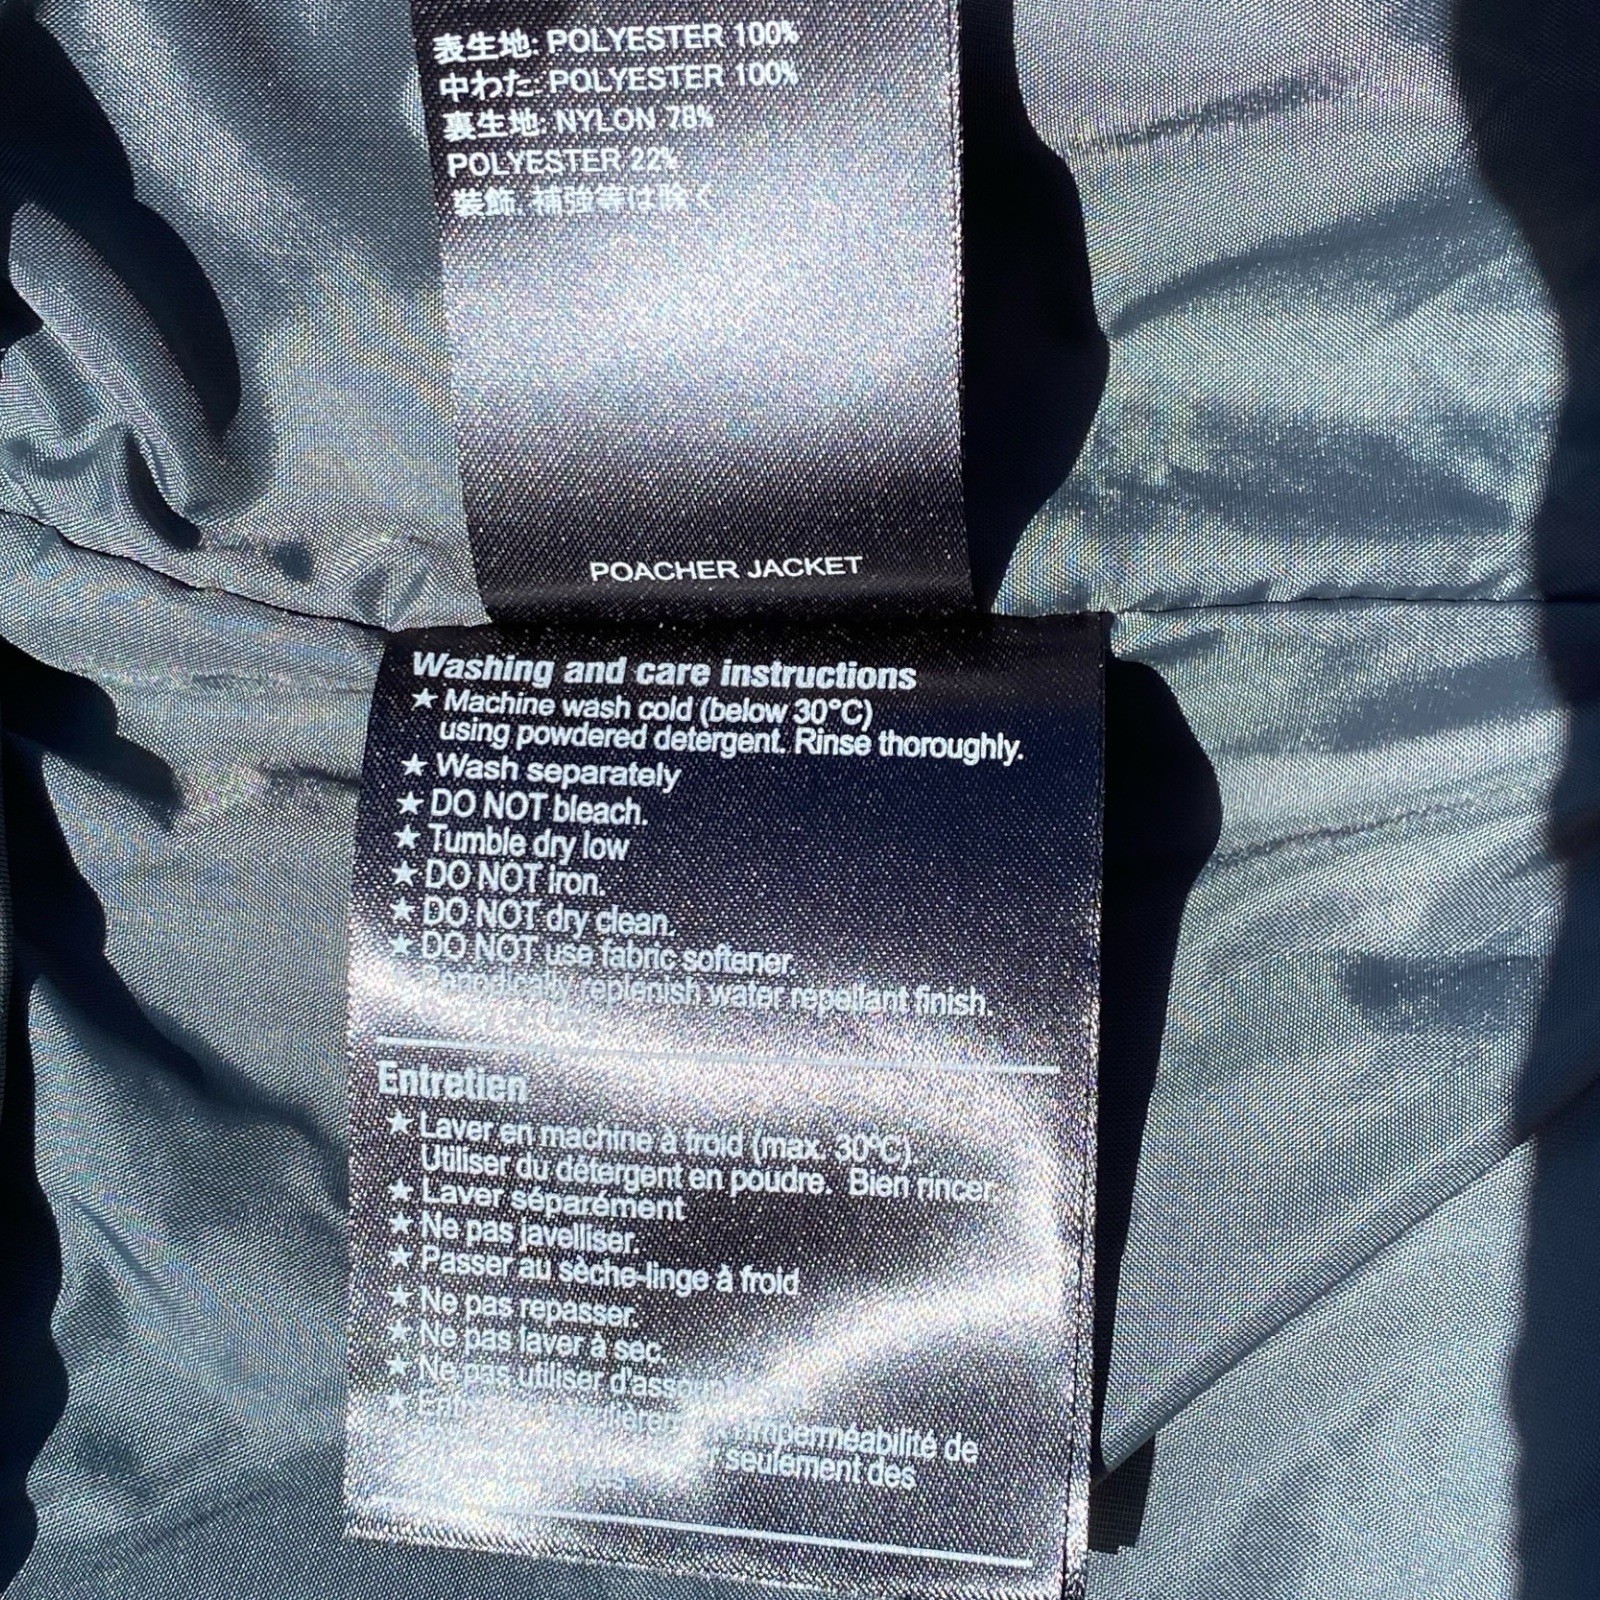 表生地: POLYESTER 100%
中わた: POLYESTER 100%
裏生地: NYLON 78%
POLYESTER 22%
装飾, 補強等は除く
POACHER JACKET
Washing and care instructions
★ Machine wash cold (below 30°C)
using powdered detergent. Rinse thoroughly.
★ Wash separately
★ DO NOT bleach.
★ Tumble dry low
★ DO NOT iron.
★ DO NOT dry clean.
★ DO NOT use fabric softener.
Periodically replenish water repellant finish.
Entretien
★ Laver en machine à froid (max. 30ºC).
Utiliser du détergent en poudre. Bien rincer.
★ Laver séparément
★ Ne pas javelliser.
★ Passer au sèche-linge à froid
★ Ne pas repasser.
★ Ne pas laver à sec.
★ Ne pas utiliser
★ l'imperméabilité de
seulement des